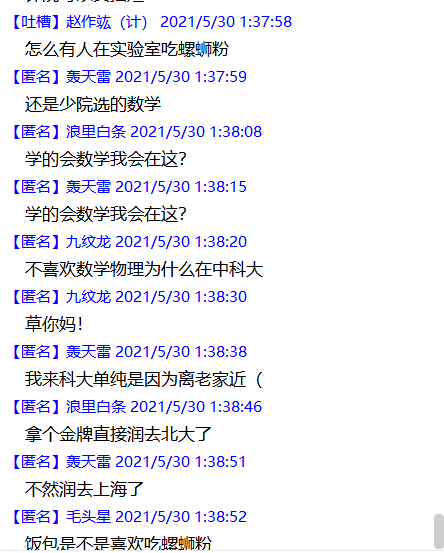 【吐槽】赵作竑（计） 2021/5/30 1:37:58
怎么有人在实验室吃螺蛳粉
【匿名】轰天雷 2021/5/30 1:37:59
还是少院选的数学
【匿名】浪里白条 2021/5/30 1:38:08
学的会数学我会在这?
【匿名】轰天雷 2021/5/30 1:38:15
学的会数学我会在这?
【匿名】九纹龙 2021/5/30 1:38:20
不喜欢数学物理为什么在中科大
【匿名】九纹龙 2021/5/30 1:38:30
草你妈！
【匿名】轰天雷 2021/5/30 1:38:38
我来科大单纯是因为离老家近（
【匿名】浪里白条 2021/5/30 1:38:46
拿个金牌直接润去北大了
【匿名】轰天雷 2021/5/30 1:38:51
不然润去上海了
【匿名】毛头星 2021/5/30 1:38:52
饭包是不是喜欢吃螺蛳粉